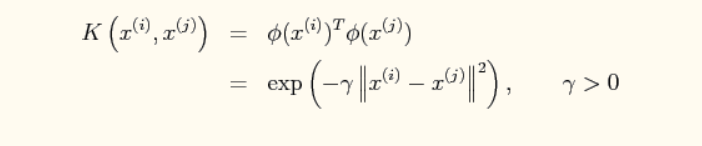 K(x^{(i)}, x^{(j)}) = ϕ(x^{(i)})^T ϕ(x^{(j)})
= exp(−γ‖x^{(i)} − x^{(j)}‖^2), γ > 0